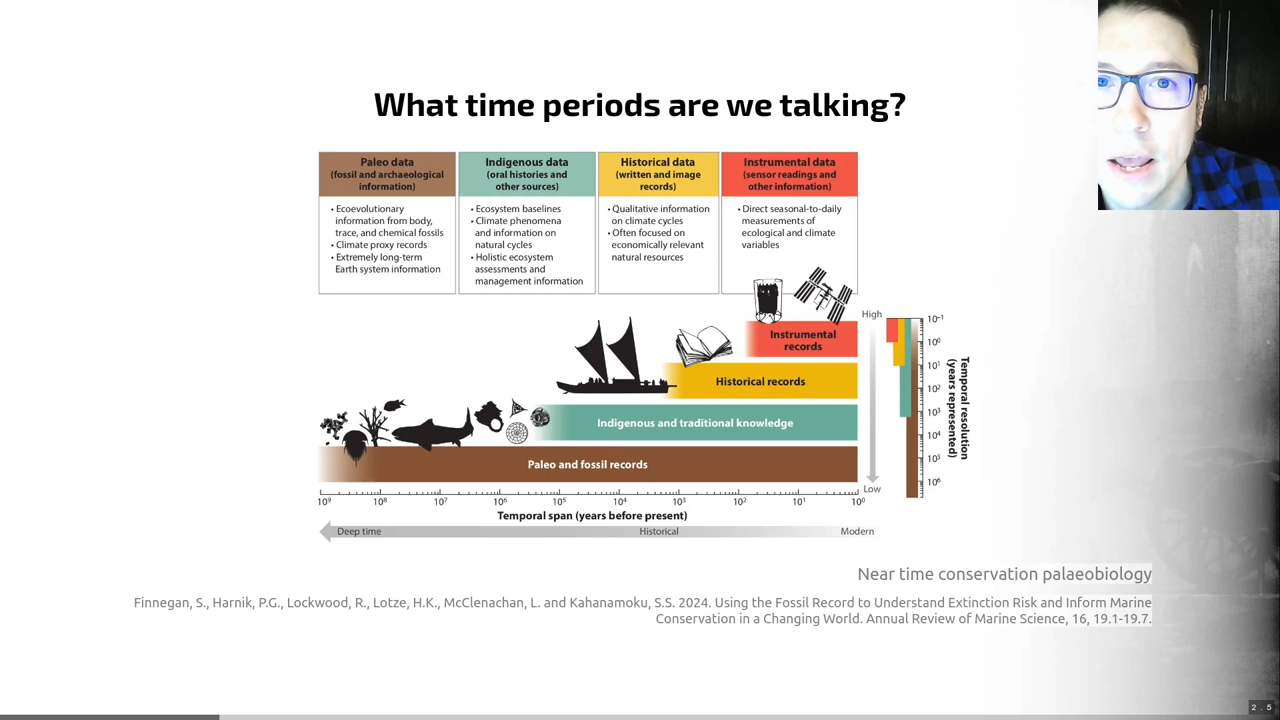 What time periods are we talking?
Paleo data
(fossil and archaeological
information)
• Ecoevolutionary
information from body,
trace, and chemical fossils
• Climate proxy records
• Extremely long-term
Earth system information
Indigenous data
(oral histories and
other sources)
• Ecosystem baselines
• Climate phenomena
and information on
natural cycles
• Holistic ecosystem
assessments and
management information
Historical data
(written and image
records)
• Qualitative information
on climate cycles
• Often focused on
economically relevant
natural resources
Instrumental data
(sensor readings and
other information)
• Direct seasonal-to-daily
measurements of
ecological and climate
variables
Instrumental
records
Historical records
Indigenous and traditional knowledge
Paleo and fossil records
10⁹ 10⁸ 10⁷ 10⁶ 10⁵ 10⁴ 10³ 10² 10¹ 10⁰
Temporal span (years before present)
Deep time Historical Modern
High
Low
10⁻¹
10⁰
10¹
10²
10³
10⁴
10⁵
10⁶
Temporal resolution
(years represented)
Near time conservation palaeobiology
Finnegan, S., Harnik, P.G., Lockwood, R., Lotze, H.K., McClenachan, L. and Kahanamoku, S.S. 2024. Using the Fossil Record to Understand Extinction Risk and Inform Marine
Conservation in a Changing World. Annual Review of Marine Science, 16, 19.1-19.7.
2.5